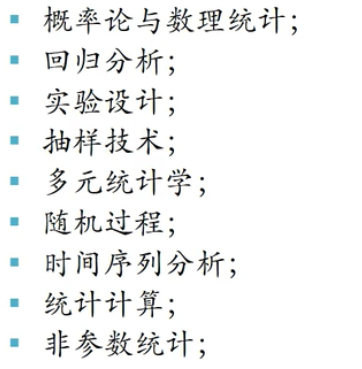 概率论与数理统计;
回归分析;
实验设计;
抽样技术;
多元统计学;
随机过程;
时间序列分析;
统计计算;
非参数统计;